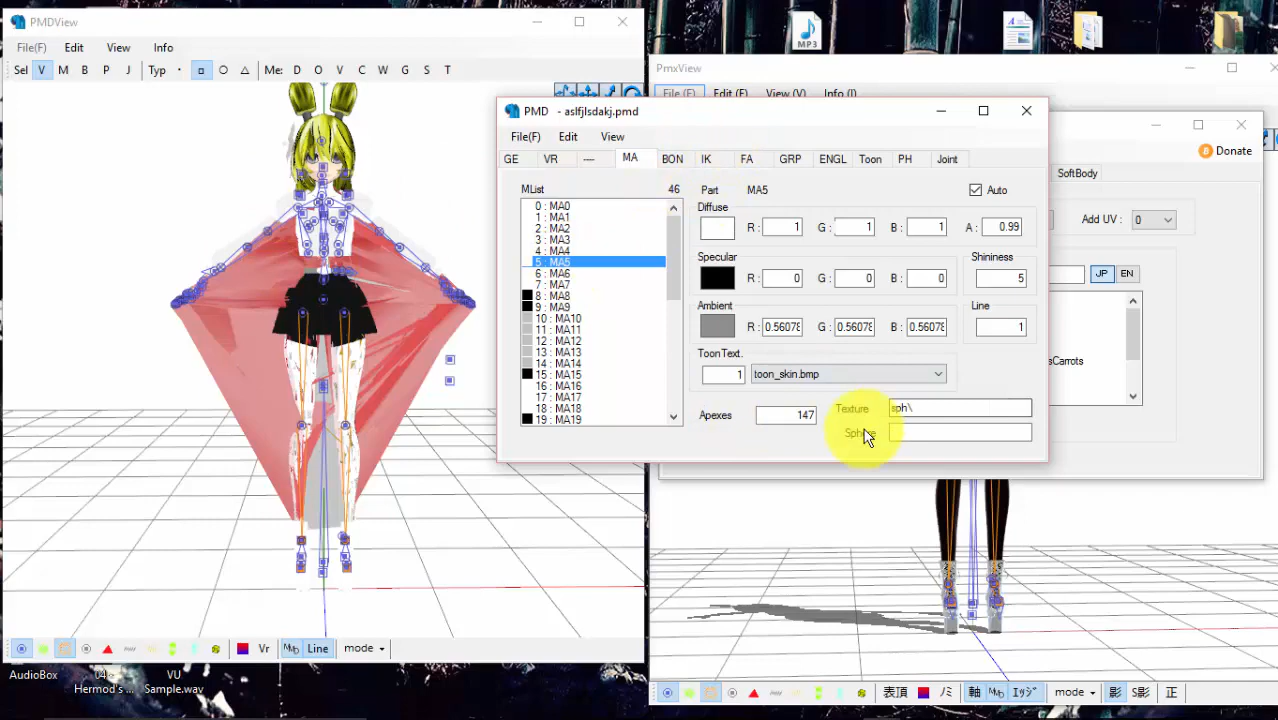 PMDView
File(F) Edit View Info
Sel V M B P J Typ Me: D O V C W G S T
MP3
PmxView
File (F) Edit (E) View (V) Info (I)
PMD - aslfjlsdakj.pmd
File(F) Edit View
GE VR --- MA BON IK FA GRP ENGL Toon PH Joint
Donate
SoftBody
Add UV: 0
JP EN
sCarrots
MList 46
0 : MA0
1 : MA1
2 : MA2
3 : MA3
4 : MA4
5 : MA5
6 : MA6
7 : MA7
8 : MA8
9 : MA9
10 : MA10
11 : MA11
12 : MA12
13 : MA13
14 : MA14
15 : MA15
16 : MA16
17 : MA17
18 : MA18
19 : MA19
Part MA5 Auto
Diffuse
R: 1 G: 1 B: 1 A: 0.99
Specular Shininess
R: 0 G: 0 B: 0 5
Ambient Line
R: 0.56078 G: 0.56078 B: 0.56078 1
ToonText.
1 toon_skin.bmp
Apexes 147
Texture sph\
Sphere
Vr Line mode
AudioBox
Hermod's ...
VU
Sample.wav
表頂 ノミ 軸 ｴｯｼﾞ mode 影 S影 正